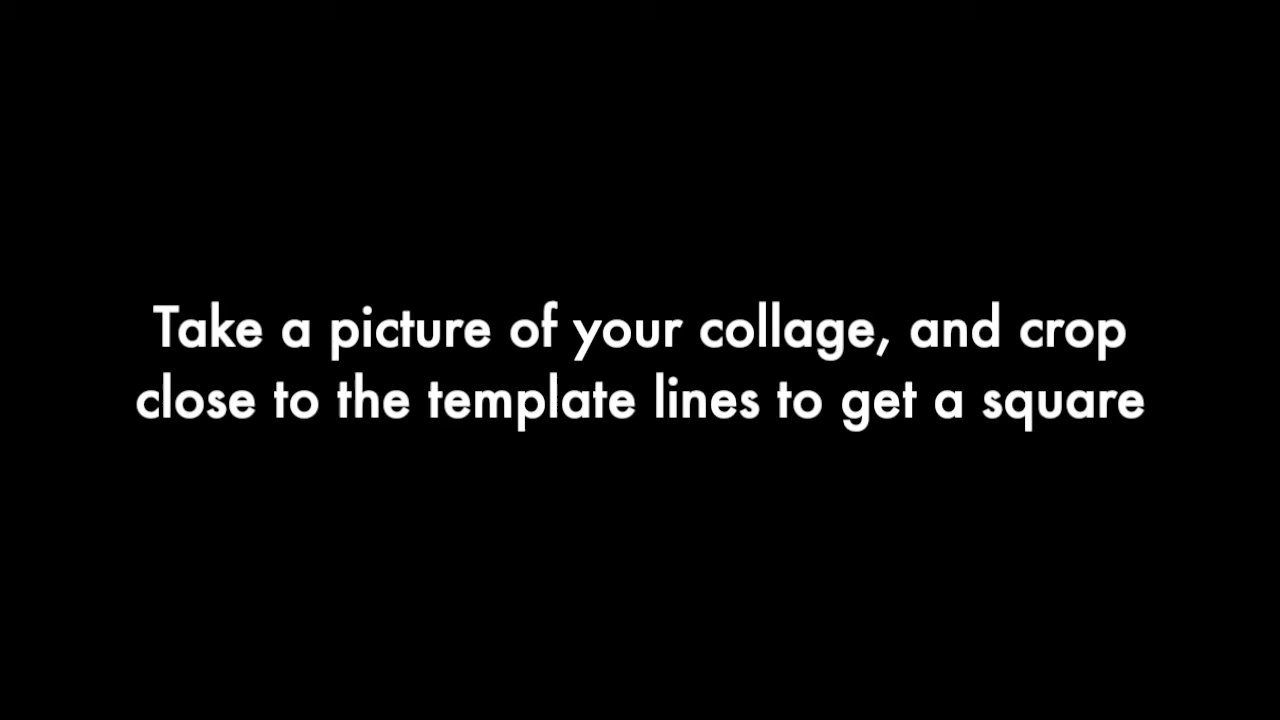 Take a picture of your collage, and crop
close to the template lines to get a square